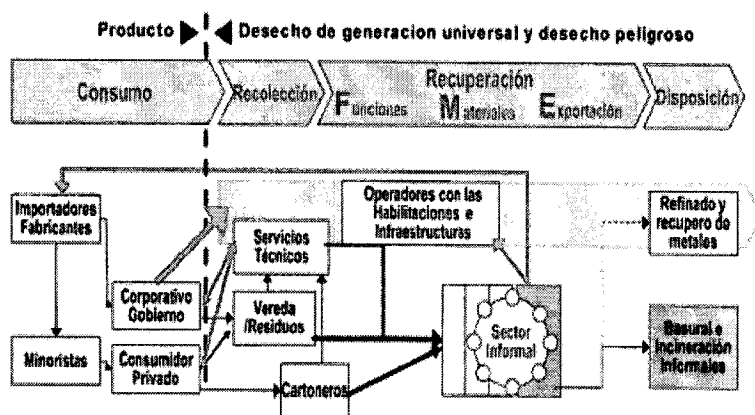 Producto
Desecho de generacion universal y desecho peligroso
Consumo
Recolección
Recuperación
Funciones Materiales Exportación
Disposición
Importadores
Fabricantes
Operadores con las
Habilitaciones e
Infraestructuras
Refinado y
recupero de
metales
Servicios
Técnicos
Corporativo
Gobierno
Vereda
/Residuos
Sector
Informal
Basural e
Incineración
Informales
Minoristas
Consumidor
Privado
Cartoneros